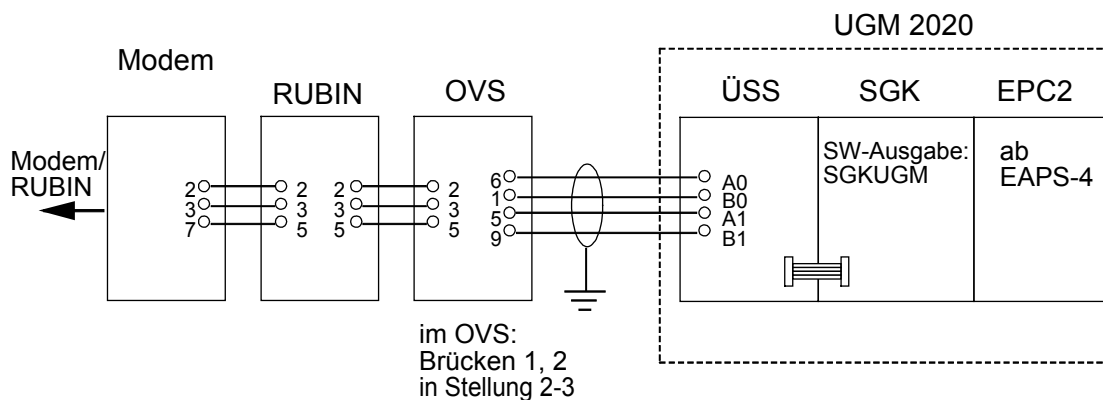 UGM 2020
Modem
RUBIN
OVS
ÜSS
SGK
EPC2
Modem/
RUBIN
2
3
7
2
3
5
2
3
5
2
3
5
6
1
5
9
A0
B0
A1
B1
SW-Ausgabe:
SGKUGM
ab
EAPS-4
im OVS:
Brücken 1, 2
in Stellung 2-3